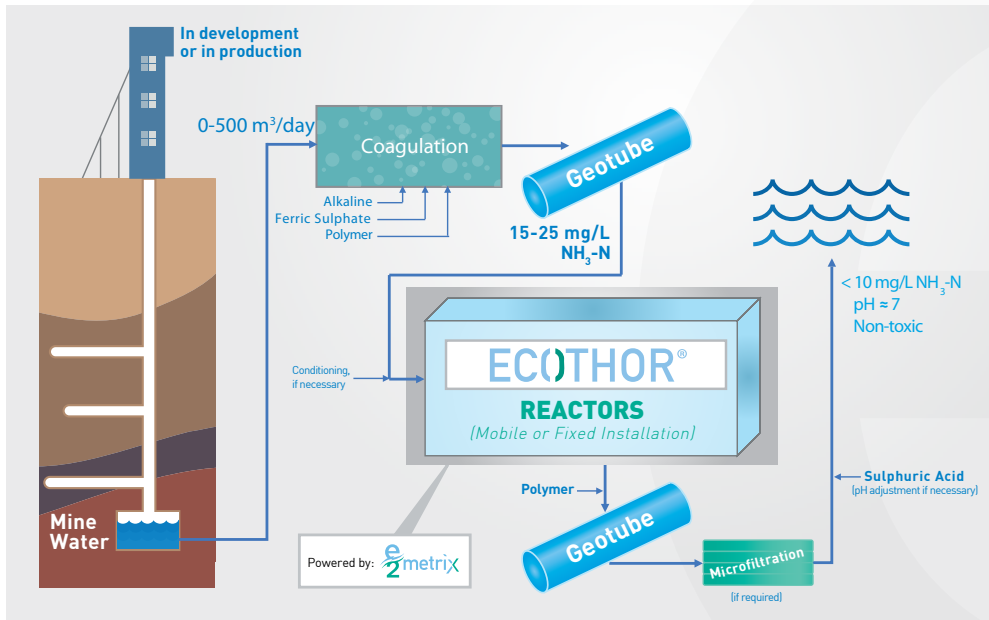 In development
or in production
0-500 m³/day
Coagulation
Alkaline
Ferric Sulphate
Polymer
Geotube
15-25 mg/L
NH₃-N
< 10 mg/L NH₃-N
pH ≈ 7
Non-toxic
Conditioning,
if necessary
ECOTHOR®
REACTORS
(Mobile or Fixed Installation)
Polymer
Sulphuric Acid
(pH adjustment if necessary)
Mine
Water
Powered by: e2metrix
Geotube
Microfiltration
(if required)